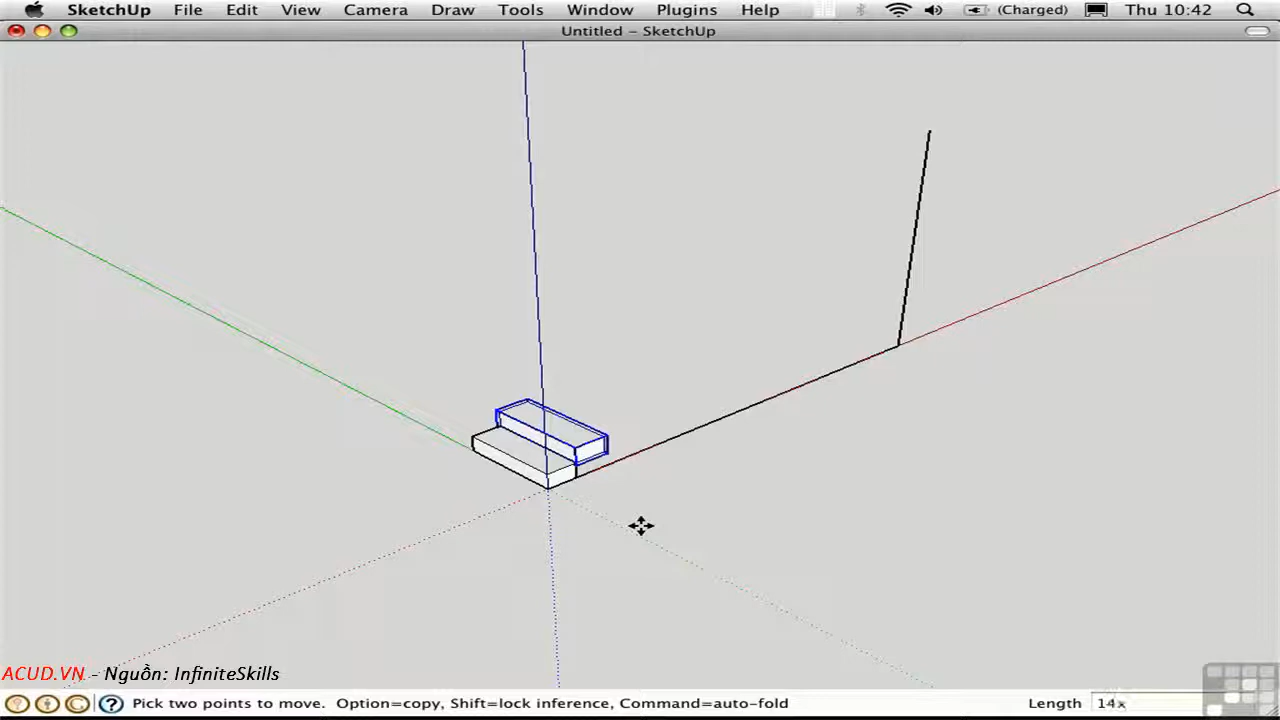 SketchUp File Edit View Camera Draw Tools Window Plugins Help (Charged) Thu 10:42
Untitled – SketchUp
ACUD.VN - Nguồn: InfiniteSkills
Pick two points to move. Option=copy, Shift=lock inference, Command=auto-fold Length 14x